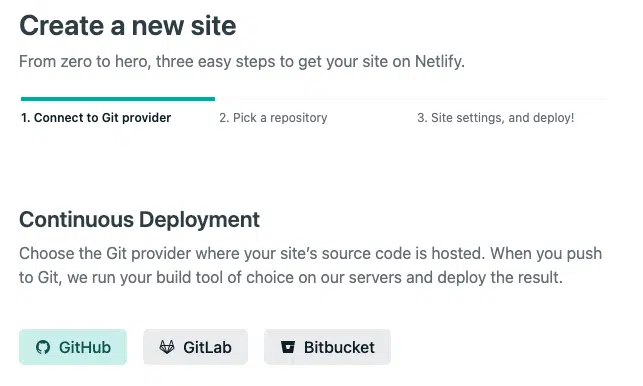 Create a new site
From zero to hero, three easy steps to get your site on Netlify.
1. Connect to Git provider
2. Pick a repository
3. Site settings, and deploy!
Continuous Deployment
Choose the Git provider where your site’s source code is hosted. When you push
to Git, we run your build tool of choice on our servers and deploy the result.
GitHub
GitLab
Bitbucket